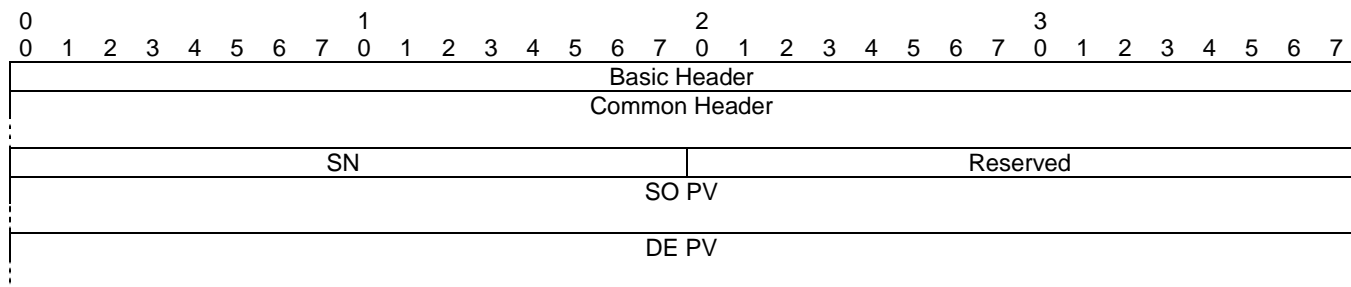 0 1 2 3
0 1 2 3 4 5 6 7 0 1 2 3 4 5 6 7 0 1 2 3 4 5 6 7 0 1 2 3 4 5 6 7
Basic Header
Common Header
SN Reserved
SO PV
DE PV